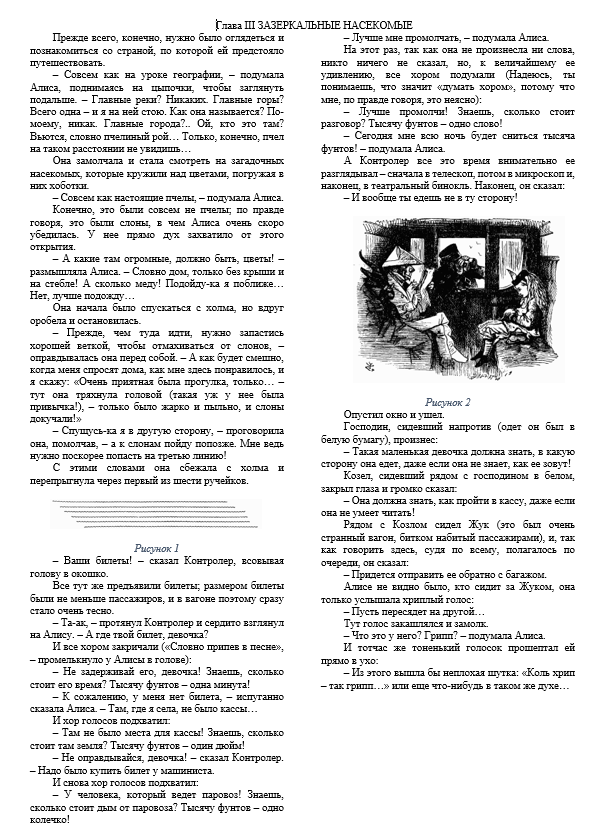 Глава III ЗАЗЕРКАЛЬНЫЕ НАСЕКОМЫЕ
Прежде всего, конечно, нужно было оглядеться и
познакомиться со страной, по которой ей предстояло
путешествовать.
– Совсем как на уроке географии, – подумала
Алиса, поднимаясь на цыпочки, чтобы заглянуть
подальше. – Главные реки? Никаких. Главные горы?
Всего одна – и я на ней стою. Как она называется? По-
моему, никак. Главные города?.. Ой, кто это там?
Вьются, словно пчелиный рой… Только, конечно, пчел
на таком расстоянии не увидишь…
Она замолчала и стала смотреть на загадочных
насекомых, которые кружили над цветами, погружая в
них хоботки.
– Совсем как настоящие пчелы, – подумала Алиса.
Конечно, это были совсем не пчелы; по правде
говоря, это были слоны, в чем Алиса очень скоро
убедилась. У нее прямо дух захватило от этого
открытия.
– А какие там огромные, должно быть, цветы! –
размышляла Алиса. – Словно дом, только без крыши и
на стебле! А сколько меду! Подойду-ка я поближе…
Нет, лучше подожду…
Она начала было спускаться с холма, но вдруг
оробела и остановилась.
– Прежде, чем туда идти, нужно запастись
хорошей веткой, чтобы отмахиваться от слонов, –
оправдывалась она перед собой. – А как будет смешно,
когда меня спросят дома, как мне здесь понравилось, и
я скажу: «Очень приятная была прогулка, только… –
тут она тряхнула головой (такая уж у нее была
привычка!), – только было жарко и пыльно, и слоны
докучали!»
– Спущусь-ка я в другую сторону, – проговорила
она, помолчав, – а к слонам пойду попозже. Мне ведь
нужно поскорее попасть на третью линию!
С этими словами она сбежала с холма и
перепрыгнула через первый из шести ручейков.
Рисунок 1
– Ваши билеты! – сказал Контролер, всовывая
голову в окошко.
Все тут же предъявили билеты; размером билеты
были не меньше пассажиров, и в вагоне поэтому сразу
стало очень тесно.
– Та-ак, – протянул Контролер и сердито взглянул
на Алису. – А где твой билет, девочка?
И все хором закричали («Словно припев в песне»,
– промелькнуло у Алисы в голове):
– Не задерживай его, девочка! Знаешь, сколько
стоит его время? Тысячу фунтов – одна минута!
– К сожалению, у меня нет билета, – испуганно
сказала Алиса. – Там, где я села, не было кассы…
И хор голосов подхватил:
– Там не было места для кассы! Знаешь, сколько
стоит там земля? Тысячу фунтов – один дюйм!
– Не оправдывайся, девочка! – сказал Контролер.
– Надо было купить билет у машиниста.
И снова хор голосов подхватил:
– У человека, который ведет паровоз! Знаешь,
сколько стоит дым от паровоза? Тысячу фунтов – одно
колечко!
– Лучше мне промолчать, – подумала Алиса.
На этот раз, так как она не произнесла ни слова,
никто ничего не сказал, но, к величайшему ее
удивлению, все хором подумали (Надеюсь, ты
понимаешь, что значит «думать хором», потому что
мне, по правде говоря, это неясно):
– Лучше промолчи! Знаешь, сколько стоит
разговор? Тысячу фунтов – одно слово!
– Сегодня мне всю ночь будет сниться тысяча
фунтов! – подумала Алиса.
А Контролер все это время внимательно ее
разглядывал – сначала в телескоп, потом в микроскоп и,
наконец, в театральный бинокль. Наконец, он сказал:
– И вообще ты едешь не в ту сторону!
Рисунок 2
Опустил окно и ушел.
Господин, сидевший напротив (одет он был в
белую бумагу), произнес:
– Такая маленькая девочка должна знать, в какую
сторону она едет, даже если она не знает, как ее зовут!
Козел, сидевший рядом с господином в белом,
закрыл глаза и громко сказал:
– Она должна знать, как пройти в кассу, даже если
она не умеет читать!
Рядом с Козлом сидел Жук (это был очень
странный вагон, битком набитый пассажирами), и, так
как говорить здесь, судя по всему, полагалось по
очереди, он сказал:
– Придется отправить ее обратно с багажом.
Алисе не видно было, кто сидит за Жуком, она
только услышала хриплый голос:
– Пусть пересядет на другой…
Тут голос закашлялся и замолк.
– Что это у него? Грипп? – подумала Алиса.
И тотчас же тоненький голосок прошептал ей
прямо в ухо:
– Из этого вышла бы неплохая шутка: «Коль хрип
– так грипп…» или еще что-нибудь в таком же духе…